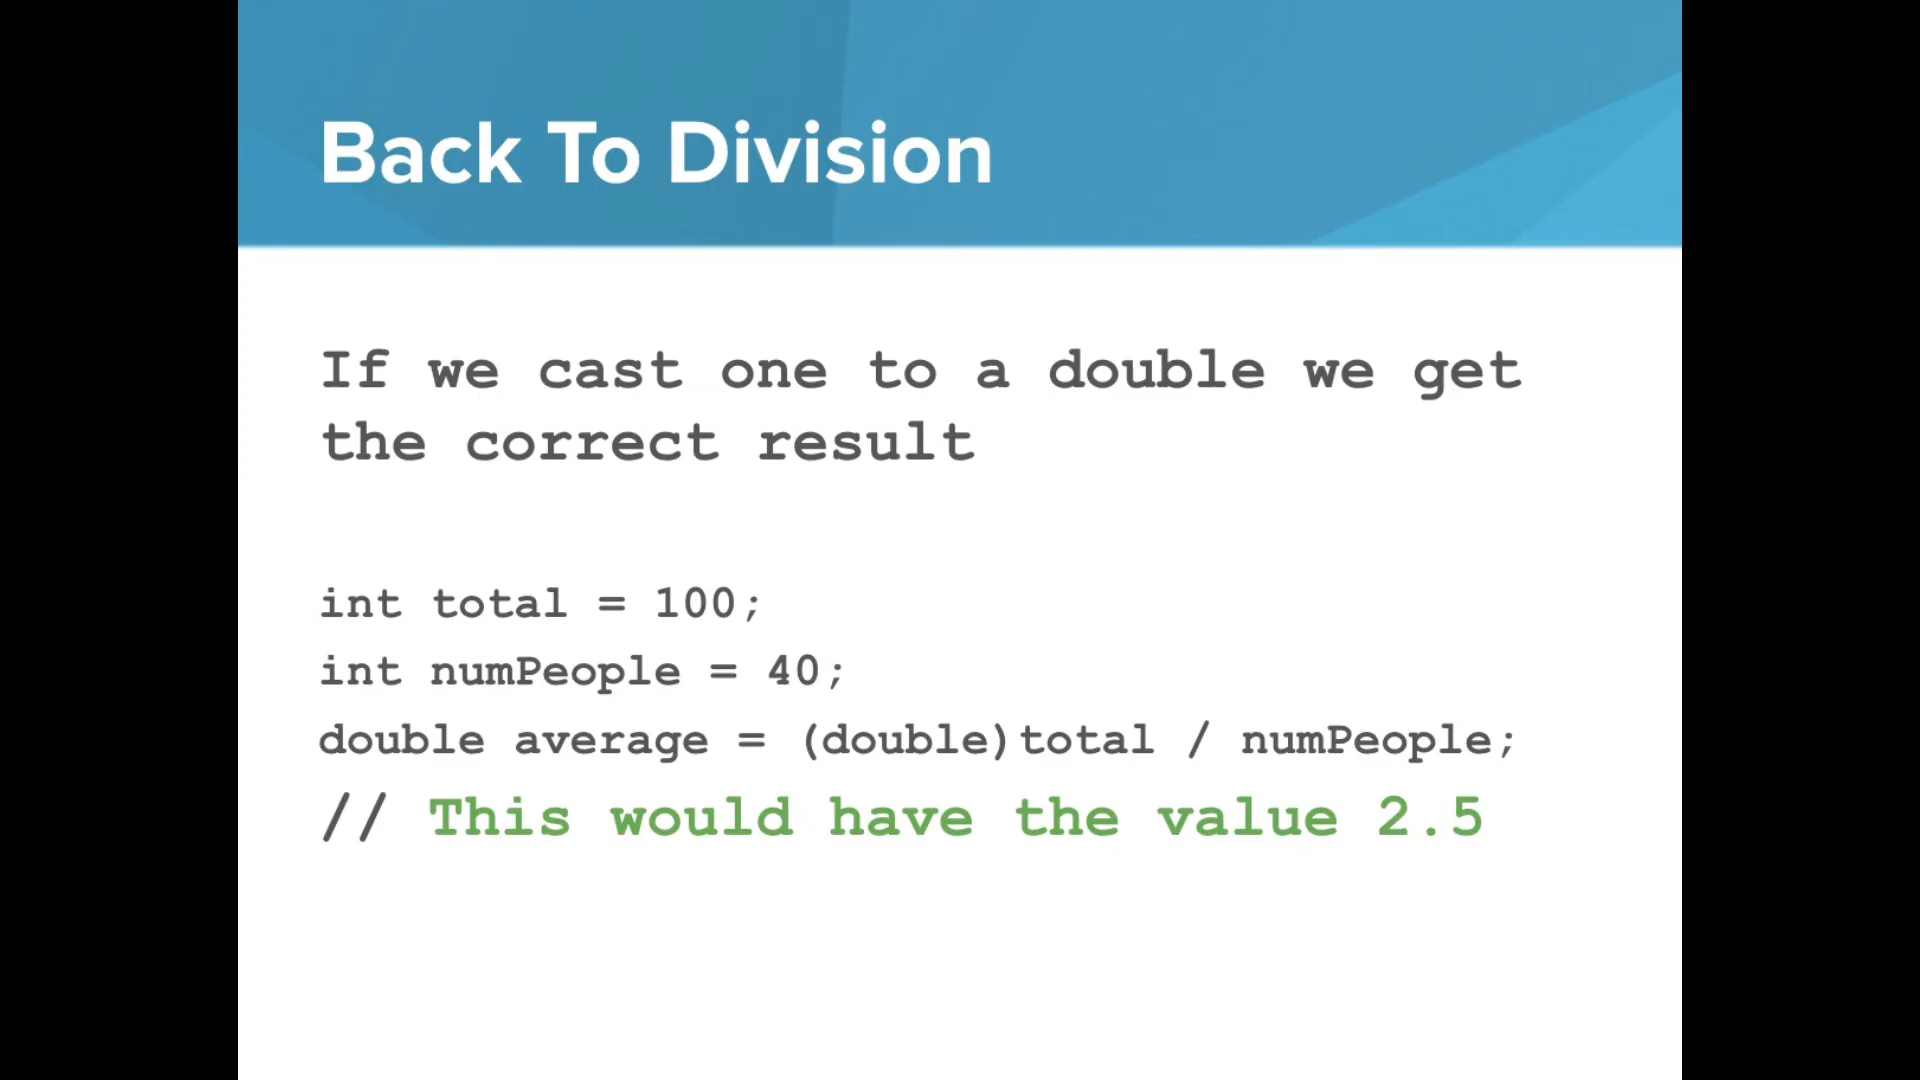 Back To Division
If we cast one to a double we get
the correct result
int total = 100;
int numPeople = 40;
double average = (double)total / numPeople;
// This would have the value 2.5